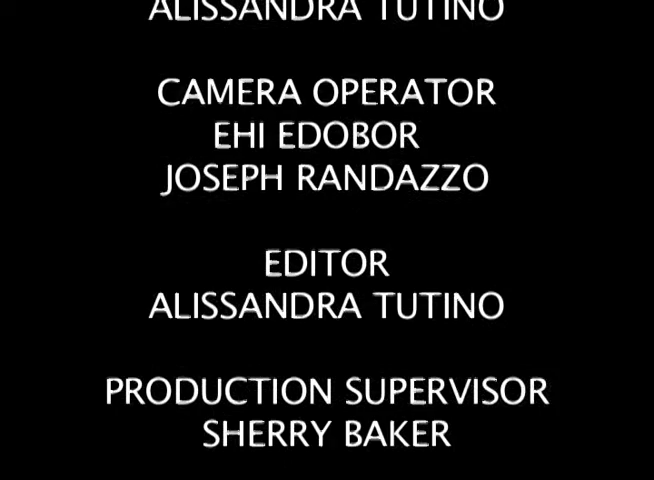 ALISSANDRA TUTINO
CAMERA OPERATOR
EHI EDOBOR
JOSEPH RANDAZZO
EDITOR
ALISSANDRA TUTINO
PRODUCTION SUPERVISOR
SHERRY BAKER